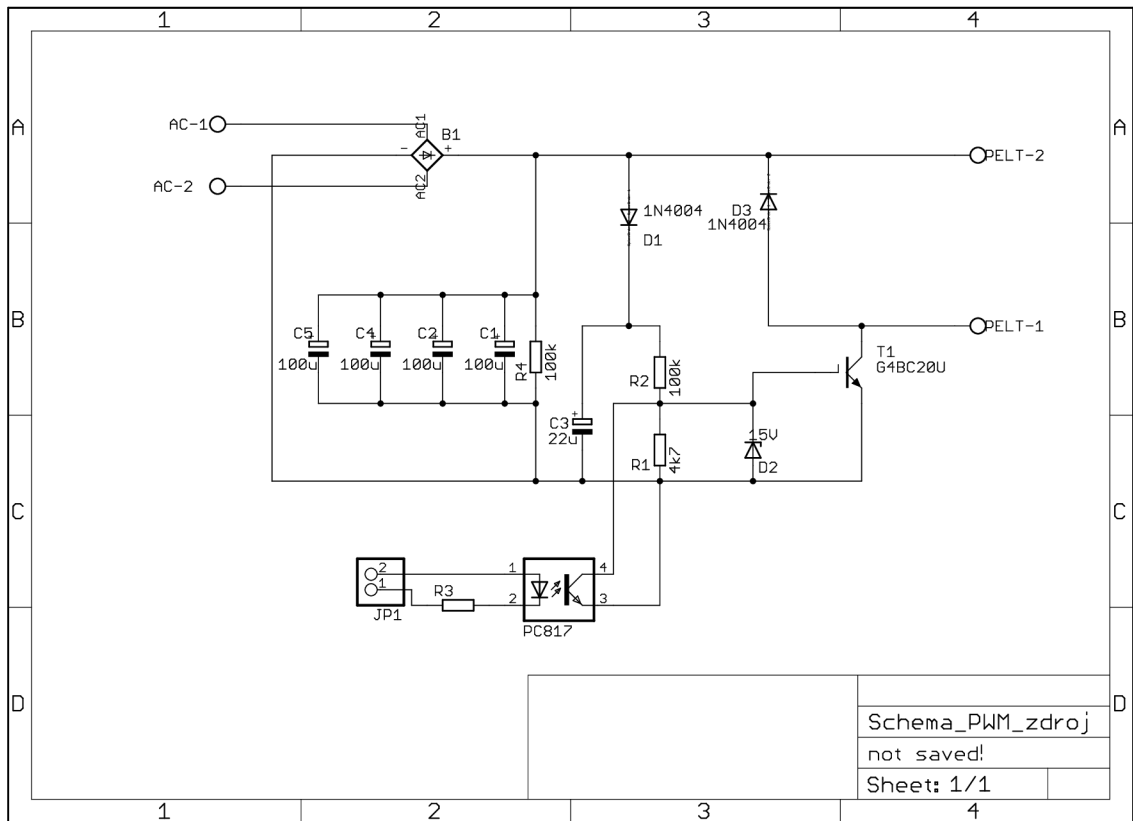 1 2 3 4
A A
AC-1
AC1
B1
- +
PELT-2
AC-2
AC2
1N4004
D1
D3
1N4004
B B
C5 + C4 + C2 + C1 +
100u 100u 100u 100u
R4
100k
PELT-1
T1
G4BC20U
R2
100k
+
C3
22u
15V
R1
4k7
D2
C C
2
1
JP1
R3
1 4
2 3
PC817
D D
Schema_PWM_zdroj
not saved!
Sheet: 1/1
1 2 3 4